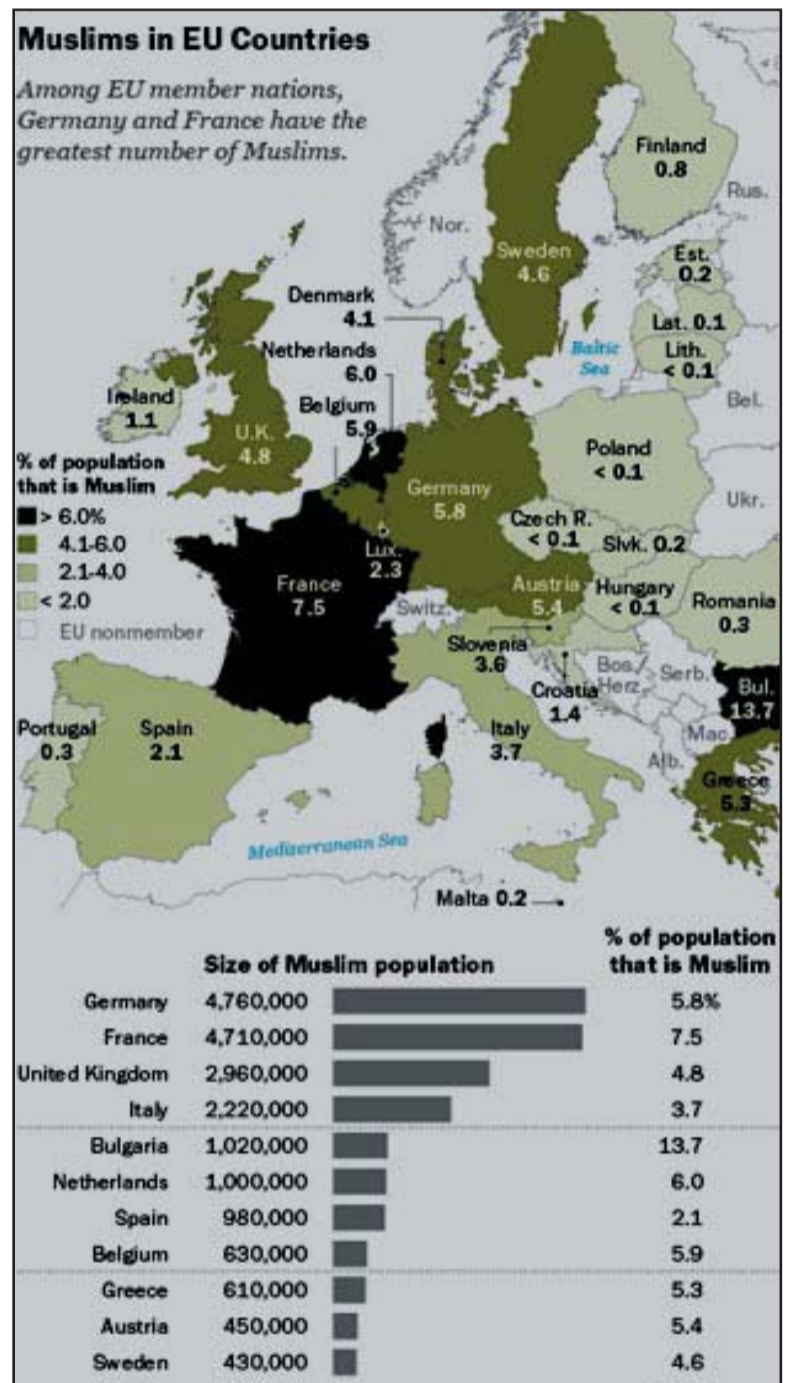 Muslims in EU Countries
Among EU member nations,
Germany and France have the
greatest number of Muslims.
Finland
0.8
Rus.
Nor.
Sweden
4.6
Est.
0.2
Denmark
4.1
Lat. 0.1
Netherlands
6.0
Baltic
Sea
Lith.
< 0.1
Ireland
1.1
Belgium
5.9
Bel.
U.K.
4.8
Poland
< 0.1
% of population
that is Muslim
> 6.0%
4.1-6.0
2.1-4.0
< 2.0
EU nonmember
Germany
5.8
Ukr.
Czech R.
< 0.1
Slvk. 0.2
Lux.
2.3
France
7.5
Austria
5.4
Hungary
< 0.1
Romania
0.3
Switz.
Slovenia
3.6
Bos./
Herz.
Serb.
Croatia
1.4
Bul.
13.7
Portugal
0.3
Spain
2.1
Italy
3.7
Mac.
Alb.
Greece
5.3
Mediterranean Sea
Malta 0.2
Size of Muslim population
% of population
that is Muslim
Germany 4,760,000 5.8%
France 4,710,000 7.5
United Kingdom 2,960,000 4.8
Italy 2,220,000 3.7
Bulgaria 1,020,000 13.7
Netherlands 1,000,000 6.0
Spain 980,000 2.1
Belgium 630,000 5.9
Greece 610,000 5.3
Austria 450,000 5.4
Sweden 430,000 4.6